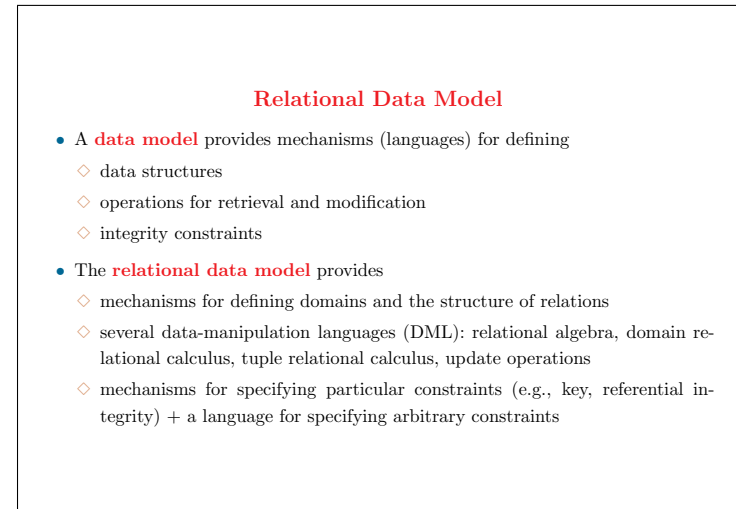 Relational Data Model
• A data model provides mechanisms (languages) for defining
◇ data structures
◇ operations for retrieval and modification
◇ integrity constraints
• The relational data model provides
◇ mechanisms for defining domains and the structure of relations
◇ several data-manipulation languages (DML): relational algebra, domain re-
lational calculus, tuple relational calculus, update operations
◇ mechanisms for specifying particular constraints (e.g., key, referential in-
tegrity) + a language for specifying arbitrary constraints